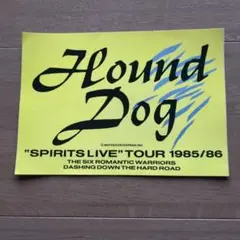 Hound
Dog
"SPIRITS LIVE" TOUR 1985/86
THE SIX ROMANTIC WARRIORS
DASHING DOWN THE HARD ROAD